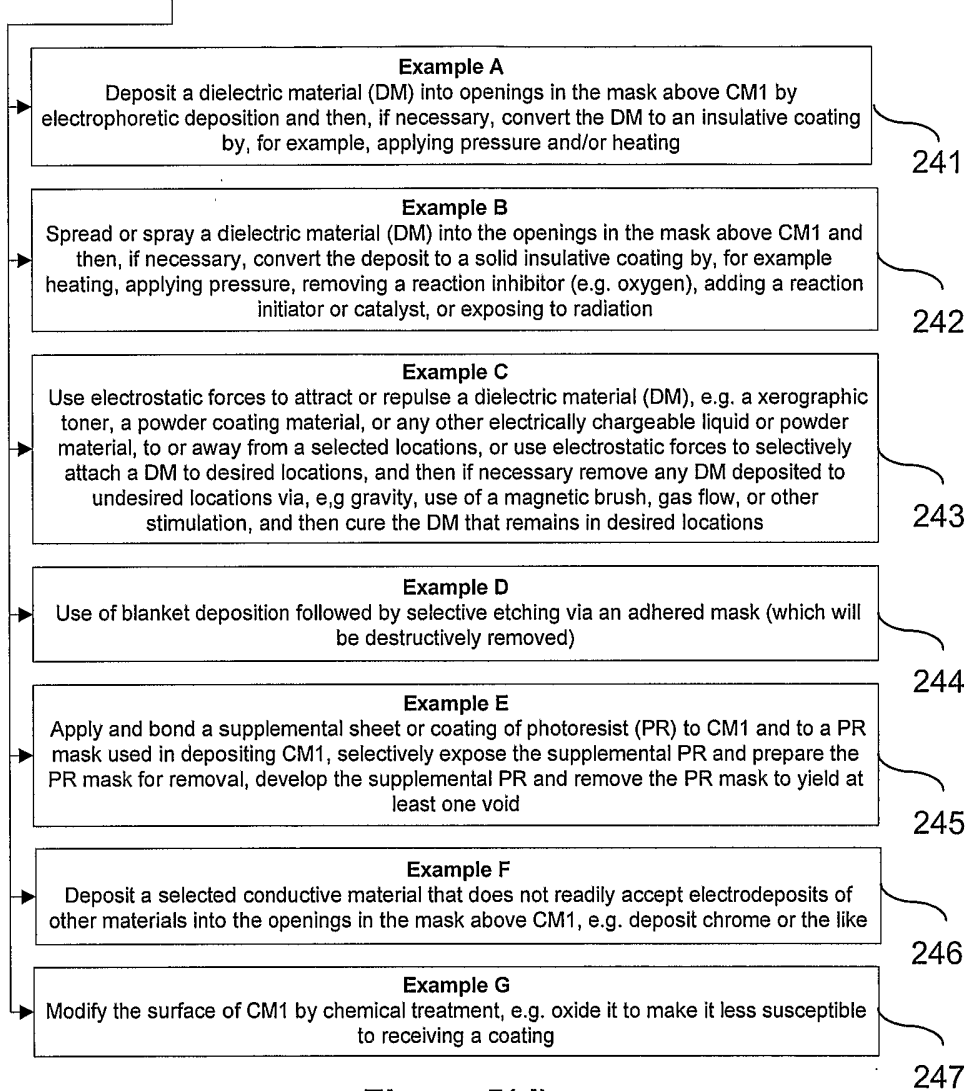 Example A
Deposit a dielectric material (DM) into openings in the mask above CM1 by
electrophoretic deposition and then, if necessary, convert the DM to an insulative coating
by, for example, applying pressure and/or heating
241
Example B
Spread or spray a dielectric material (DM) into the openings in the mask above CM1 and
then, if necessary, convert the deposit to a solid insulative coating by, for example
heating, applying pressure, removing a reaction inhibitor (e.g. oxygen), adding a reaction
initiator or catalyst, or exposing to radiation
242
Example C
Use electrostatic forces to attract or repulse a dielectric material (DM), e.g. a xerographic
toner, a powder coating material, or any other electrically chargeable liquid or powder
material, to or away from a selected locations, or use electrostatic forces to selectively
attach a DM to desired locations, and then if necessary remove any DM deposited to
undesired locations via, e,g gravity, use of a magnetic brush, gas flow, or other
stimulation, and then cure the DM that remains in desired locations
243
Example D
Use of blanket deposition followed by selective etching via an adhered mask (which will
be destructively removed)
244
Example E
Apply and bond a supplemental sheet or coating of photoresist (PR) to CM1 and to a PR
mask used in depositing CM1, selectively expose the supplemental PR and prepare the
PR mask for removal, develop the supplemental PR and remove the PR mask to yield at
least one void
245
Example F
Deposit a selected conductive material that does not readily accept electrodeposits of
other materials into the openings in the mask above CM1, e.g. deposit chrome or the like
246
Example G
Modify the surface of CM1 by chemical treatment, e.g. oxide it to make it less susceptible
to receiving a coating
247